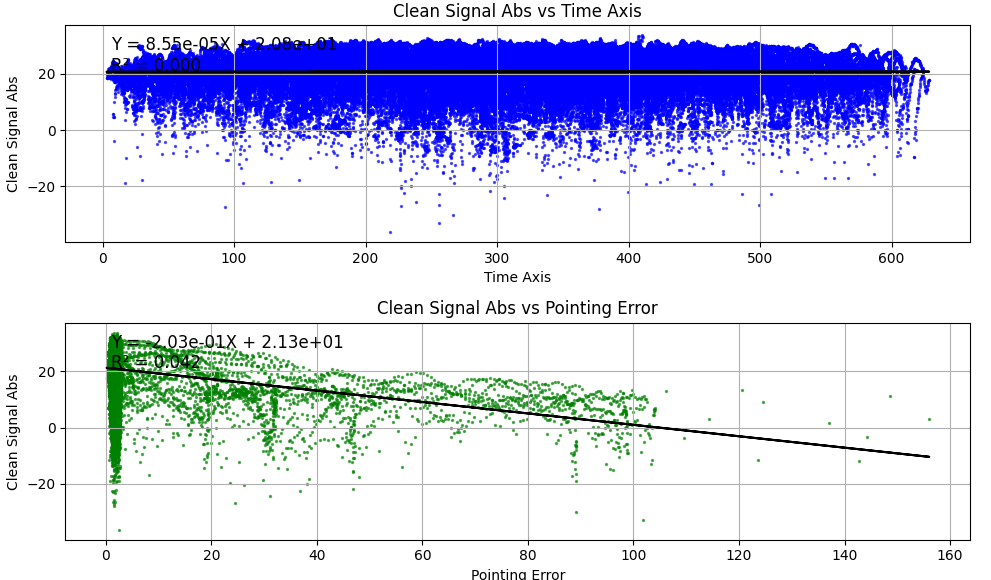 Clean Signal Abs vs Time Axis
Y = 8.55e-05X + 2.08e+01
R² = 0.000
20
0
−20
Clean Signal Abs
0 100 200 300 400 500 600
Time Axis
Clean Signal Abs vs Pointing Error
Y = -2.03e-01X + 2.13e+01
R² = 0.042
20
0
−20
Clean Signal Abs
0 20 40 60 80 100 120 140 160
Pointing Error